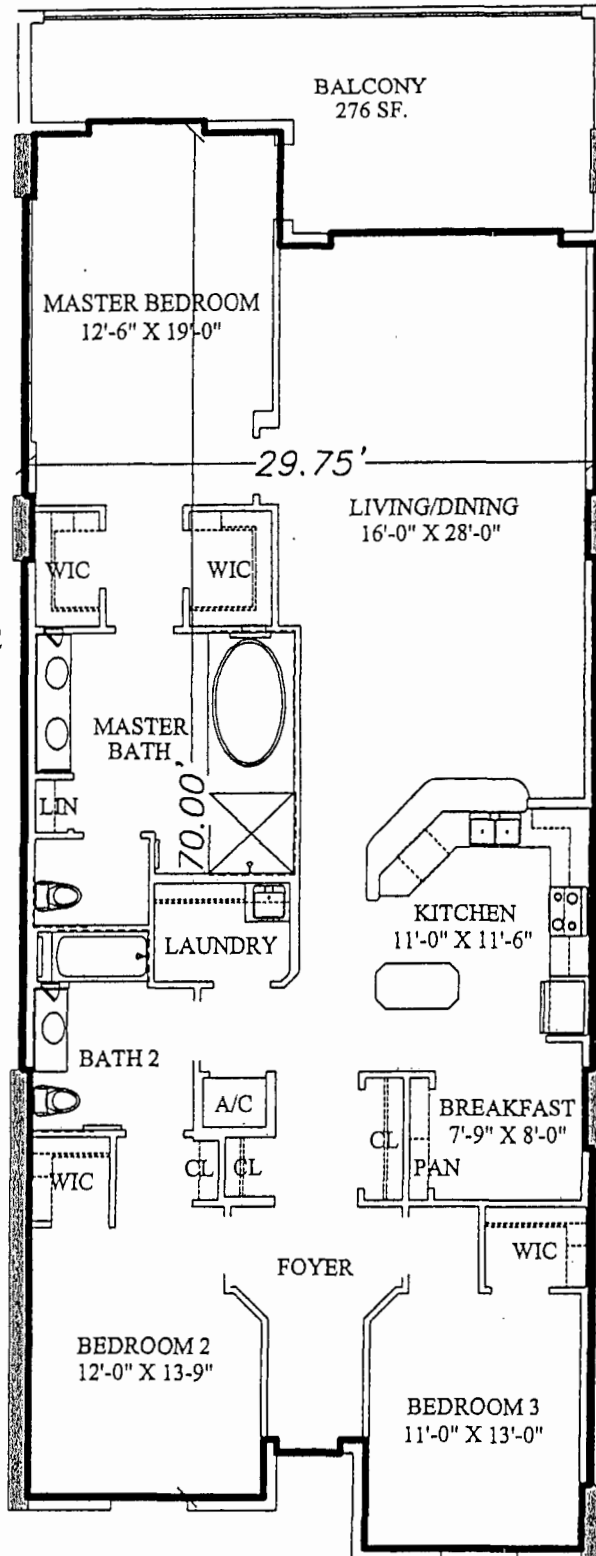 BALCONY
276 SF.
MASTER BEDROOM
12'-6" X 19'-0"
29.75'
LIVING/DINING
16'-0" X 28'-0"
WIC
WIC
MASTER
BATH
70.00'
LIN
KITCHEN
11'-0" X 11'-6"
LAUNDRY
BATH 2
A/C
BREAKFAST
7'-9" X 8'-0"
CL
PAN
WIC
CL
CL
WIC
FOYER
BEDROOM 2
12'-0" X 13'-9"
BEDROOM 3
11'-0" X 13'-0"